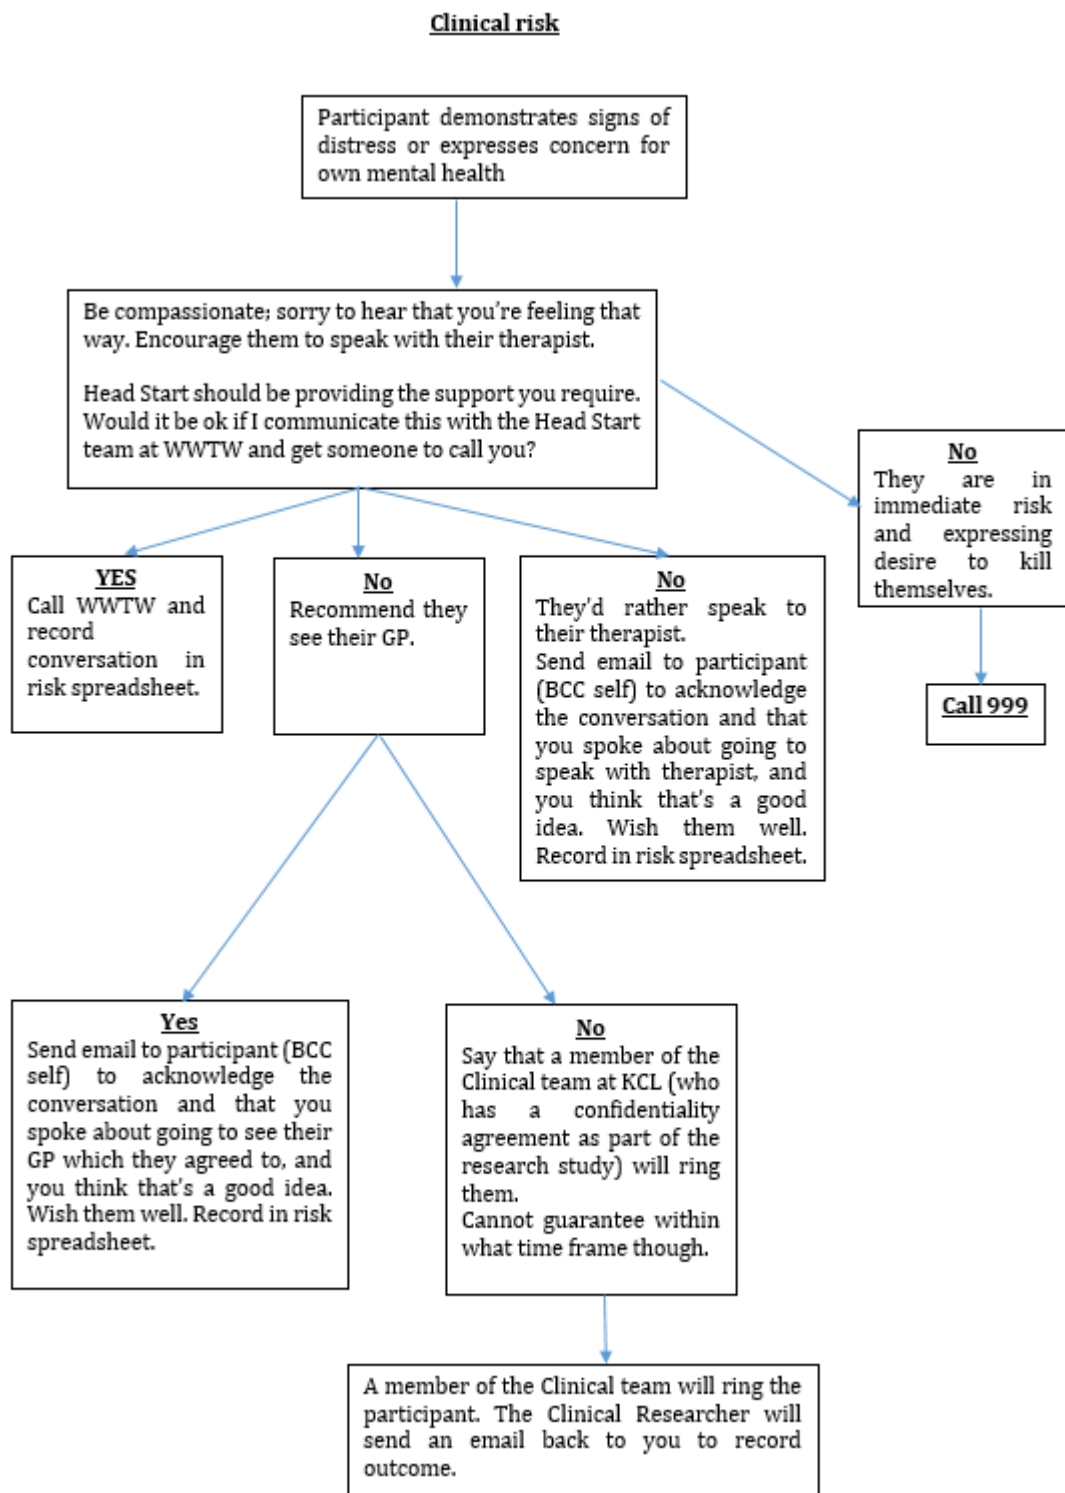 Clinical risk
Participant demonstrates signs of
distress or expresses concern for
own mental health
Be compassionate; sorry to hear that you're feeling that
way. Encourage them to speak with their therapist.
Head Start should be providing the support you require.
Would it be ok if I communicate this with the Head Start
team at WWTW and get someone to call you?
No
They are in
immediate risk
and expressing
desire to kill
themselves.
YES
Call WWTW and
record
conversation in
risk spreadsheet.
No
Recommend they
see their GP.
No
They'd rather speak to
their therapist.
Send email to participant
(BCC self) to acknowledge
the conversation and that
you spoke about going to
speak with therapist, and
you think that's a good
idea. Wish them well.
Record in risk spreadsheet.
Call 999
Yes
Send email to participant (BCC
self) to acknowledge the
conversation and that you
spoke about going to see their
GP which they agreed to, and
you think that's a good idea.
Wish them well. Record in risk
spreadsheet.
No
Say that a member of the
Clinical team at KCL (who
has a confidentiality
agreement as part of the
research study) will ring
them.
Cannot guarantee within
what time frame though.
A member of the Clinical team will ring the
participant. The Clinical Researcher will
send an email back to you to record
outcome.